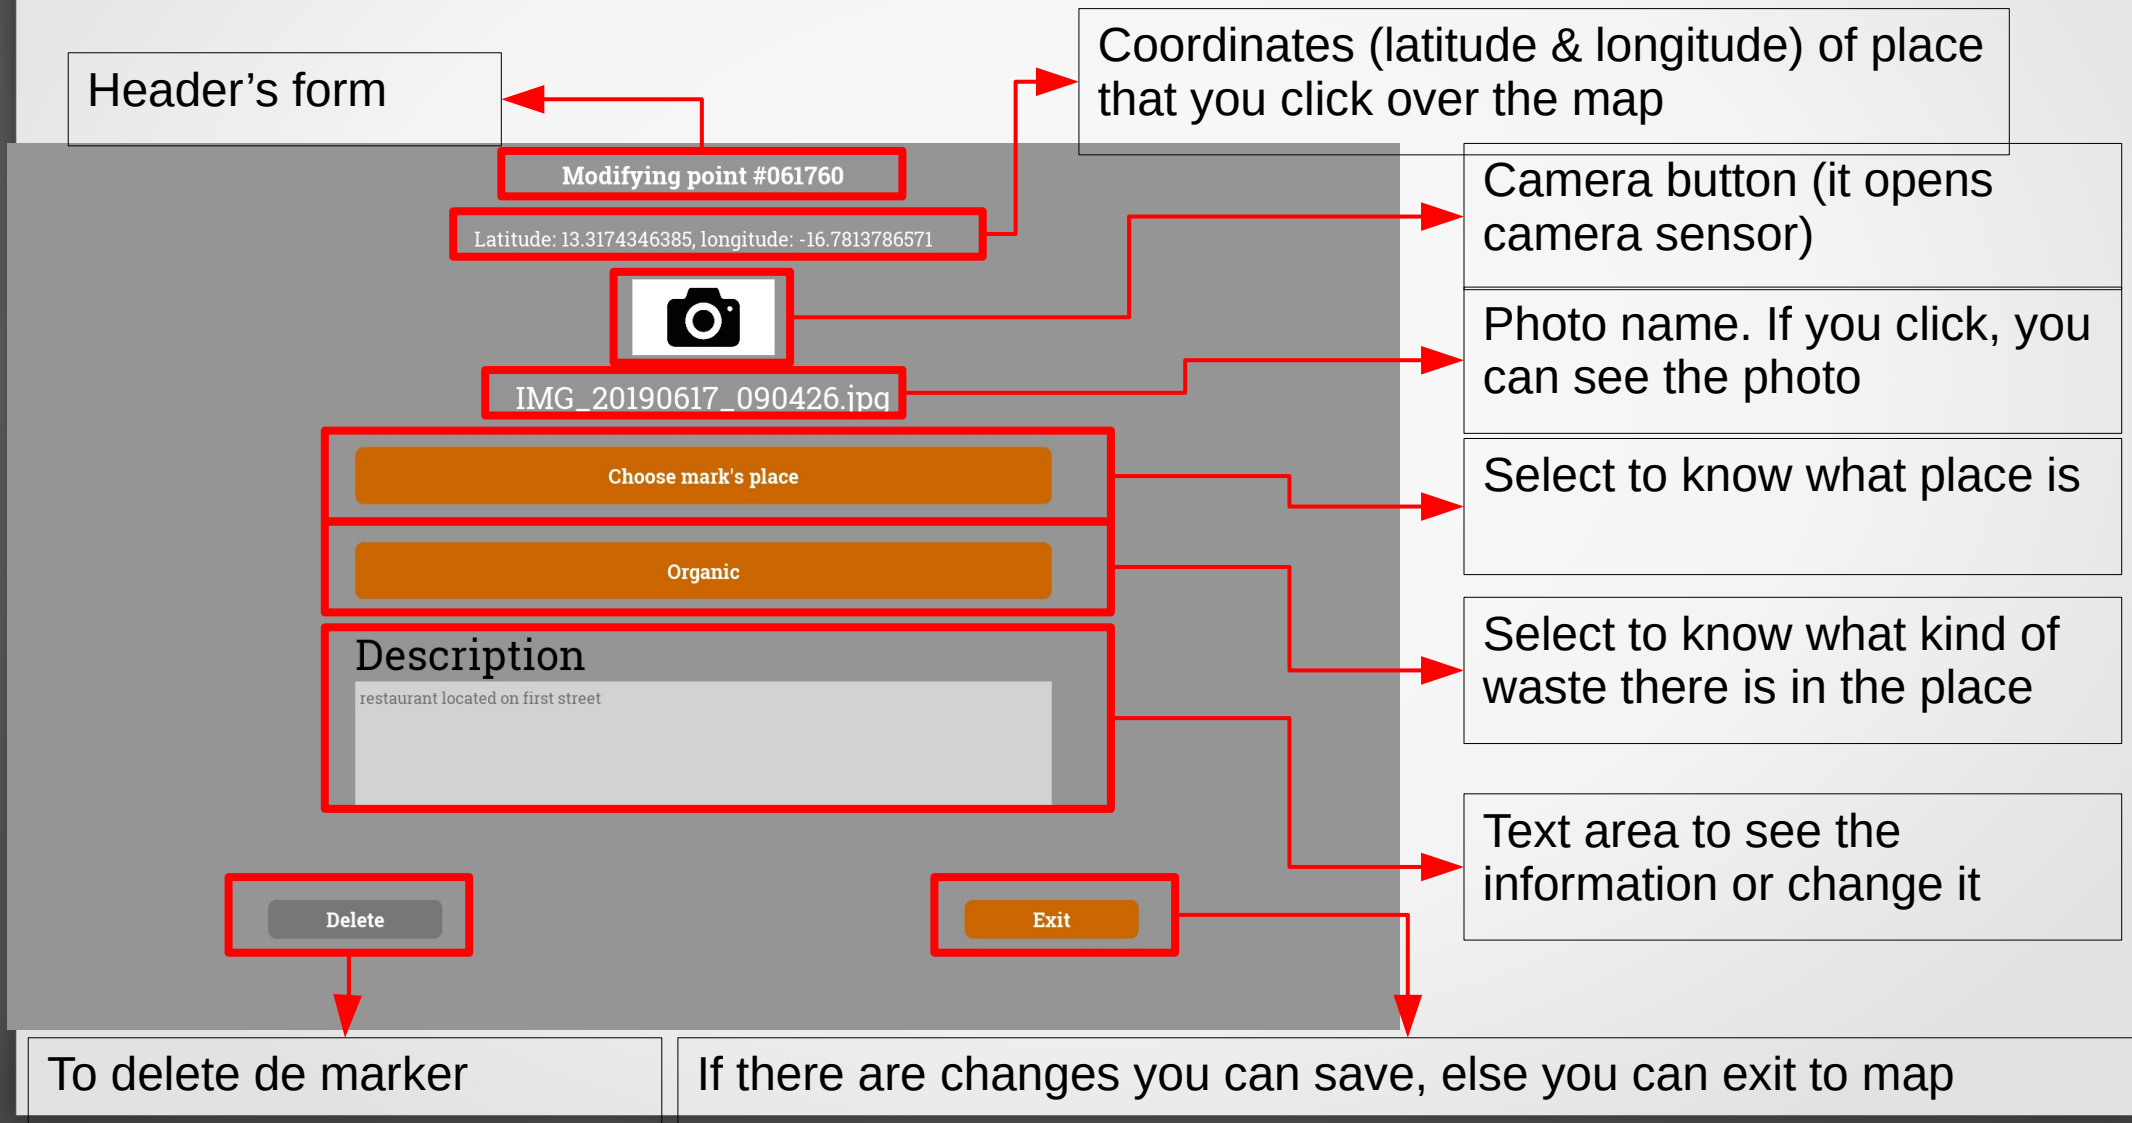 Header’s form
Coordinates (latitude & longitude) of place
that you click over the map
Modifying point #061760
Latitude: 13.3174346385, longitude: -16.7813786571
Camera button (it opens
camera sensor)
IMG_20190617_090426.jpg
Photo name. If you click, you
can see the photo
Choose mark's place
Select to know what place is
Organic
Select to know what kind of
waste there is in the place
Description
restaurant located on first street
Text area to see the
information or change it
Delete
Exit
To delete de marker
If there are changes you can save, else you can exit to map